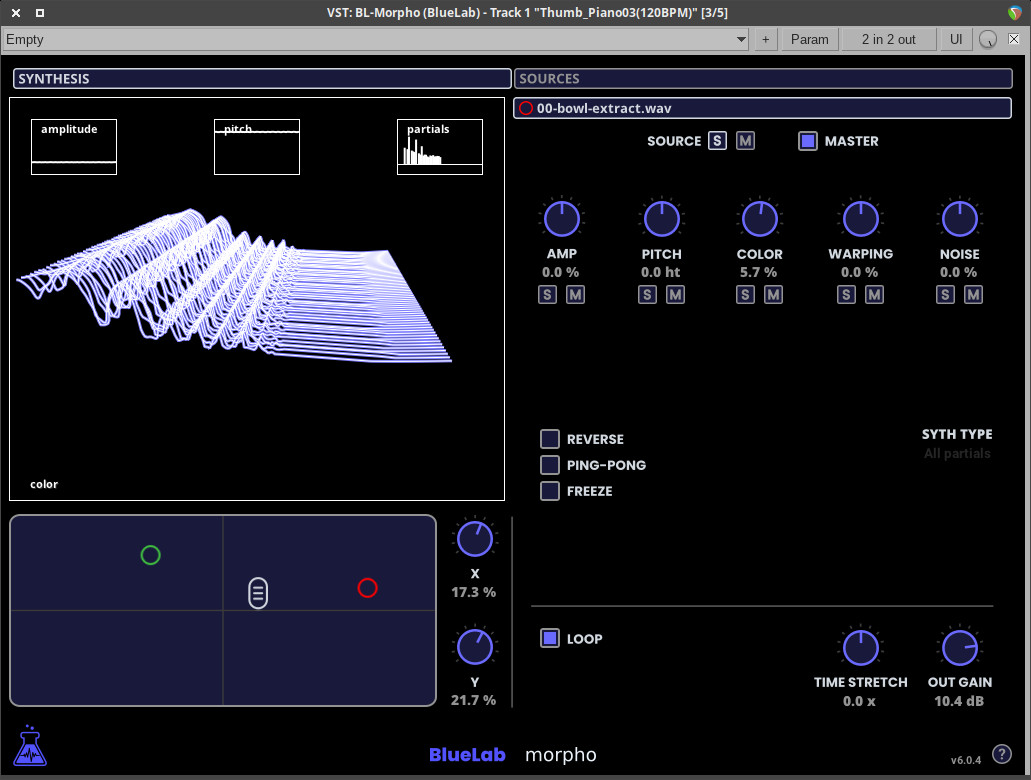 VST: BL-Morpho (BlueLab) - Track 1 "Thumb_Piano03(120BPM)" [3/5]
Empty + Param 2 in 2 out UI
SYNTHESIS SOURCES
00-bowl-extract.wav
amplitude pitch partials
SOURCE S M MASTER
AMP PITCH COLOR WARPING NOISE
0.0 % 0.0 ht 5.7 % 0.0 % 0.0 %
S M S M S M S M S M
REVERSE
PING-PONG
FREEZE
SYTH TYPE
All partials
color
X
17.3 %
Y
21.7 %
LOOP
TIME STRETCH OUT GAIN
0.0 x 10.4 dB
BlueLab morpho
v6.0.4 ?